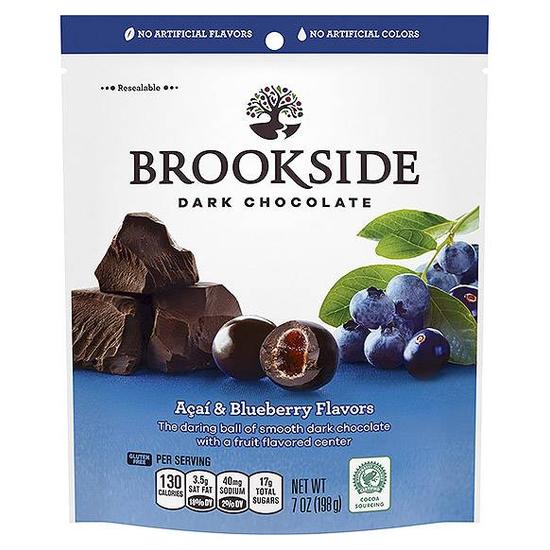 NO ARTIFICIAL FLAVORS NO ARTIFICIAL COLORS
Resealable
BROOKSIDE
DARK CHOCOLATE
Açaí & Blueberry Flavors
The daring ball of smooth dark chocolate
with a fruit flavored center
GLUTEN FREE PER SERVING
130 CALORIES
3.5g SAT FAT 18% DV
40mg SODIUM 2% DV
17g TOTAL SUGARS
NET WT
7 OZ (198g)
COCOA
SOURCING